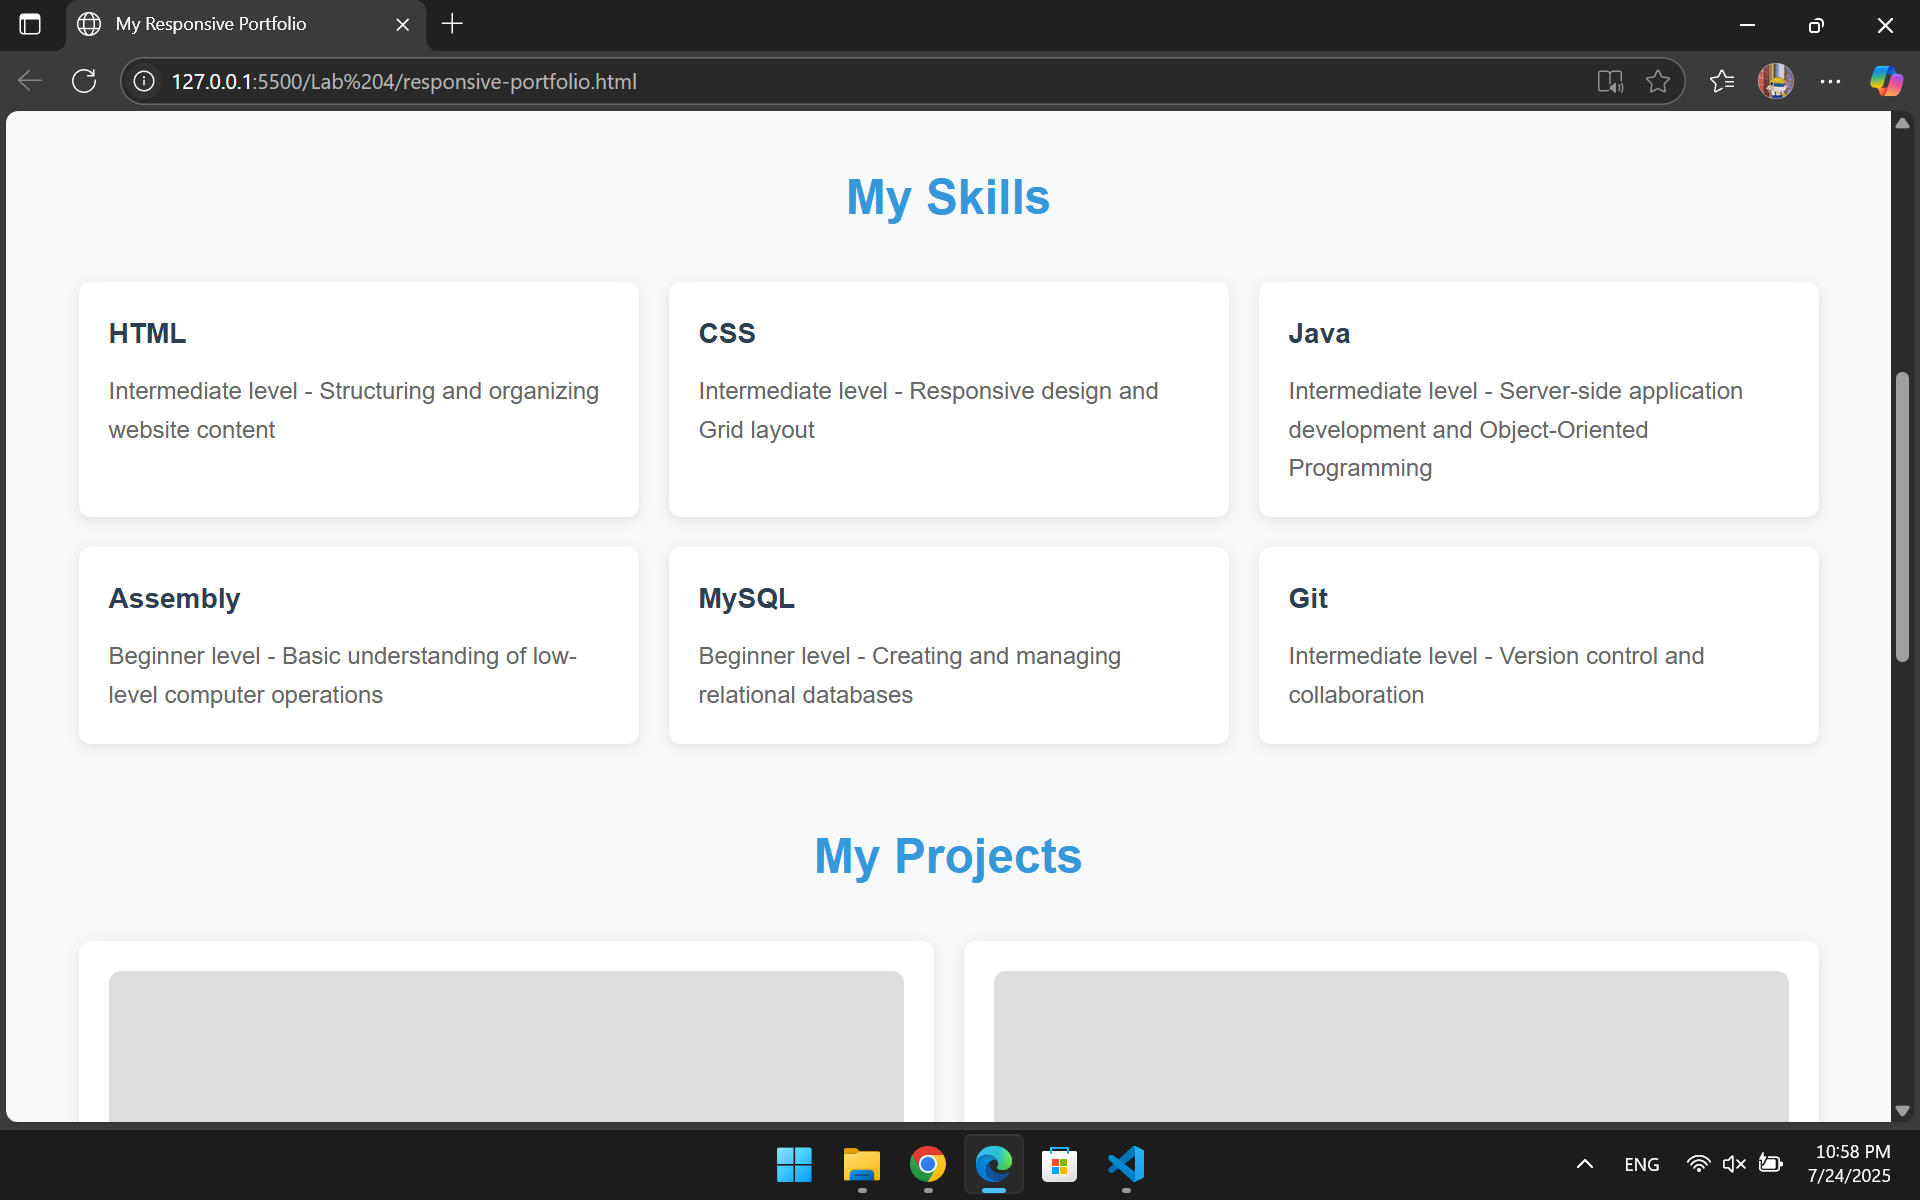 My Responsive Portfolio
127.0.0.1:5500/Lab%204/responsive-portfolio.html
My Skills
HTML
Intermediate level - Structuring and organizing
website content
CSS
Intermediate level - Responsive design and
Grid layout
Java
Intermediate level - Server-side application
development and Object-Oriented
Programming
Assembly
Beginner level - Basic understanding of low-
level computer operations
MySQL
Beginner level - Creating and managing
relational databases
Git
Intermediate level - Version control and
collaboration
My Projects
ENG
10:58 PM
7/24/2025